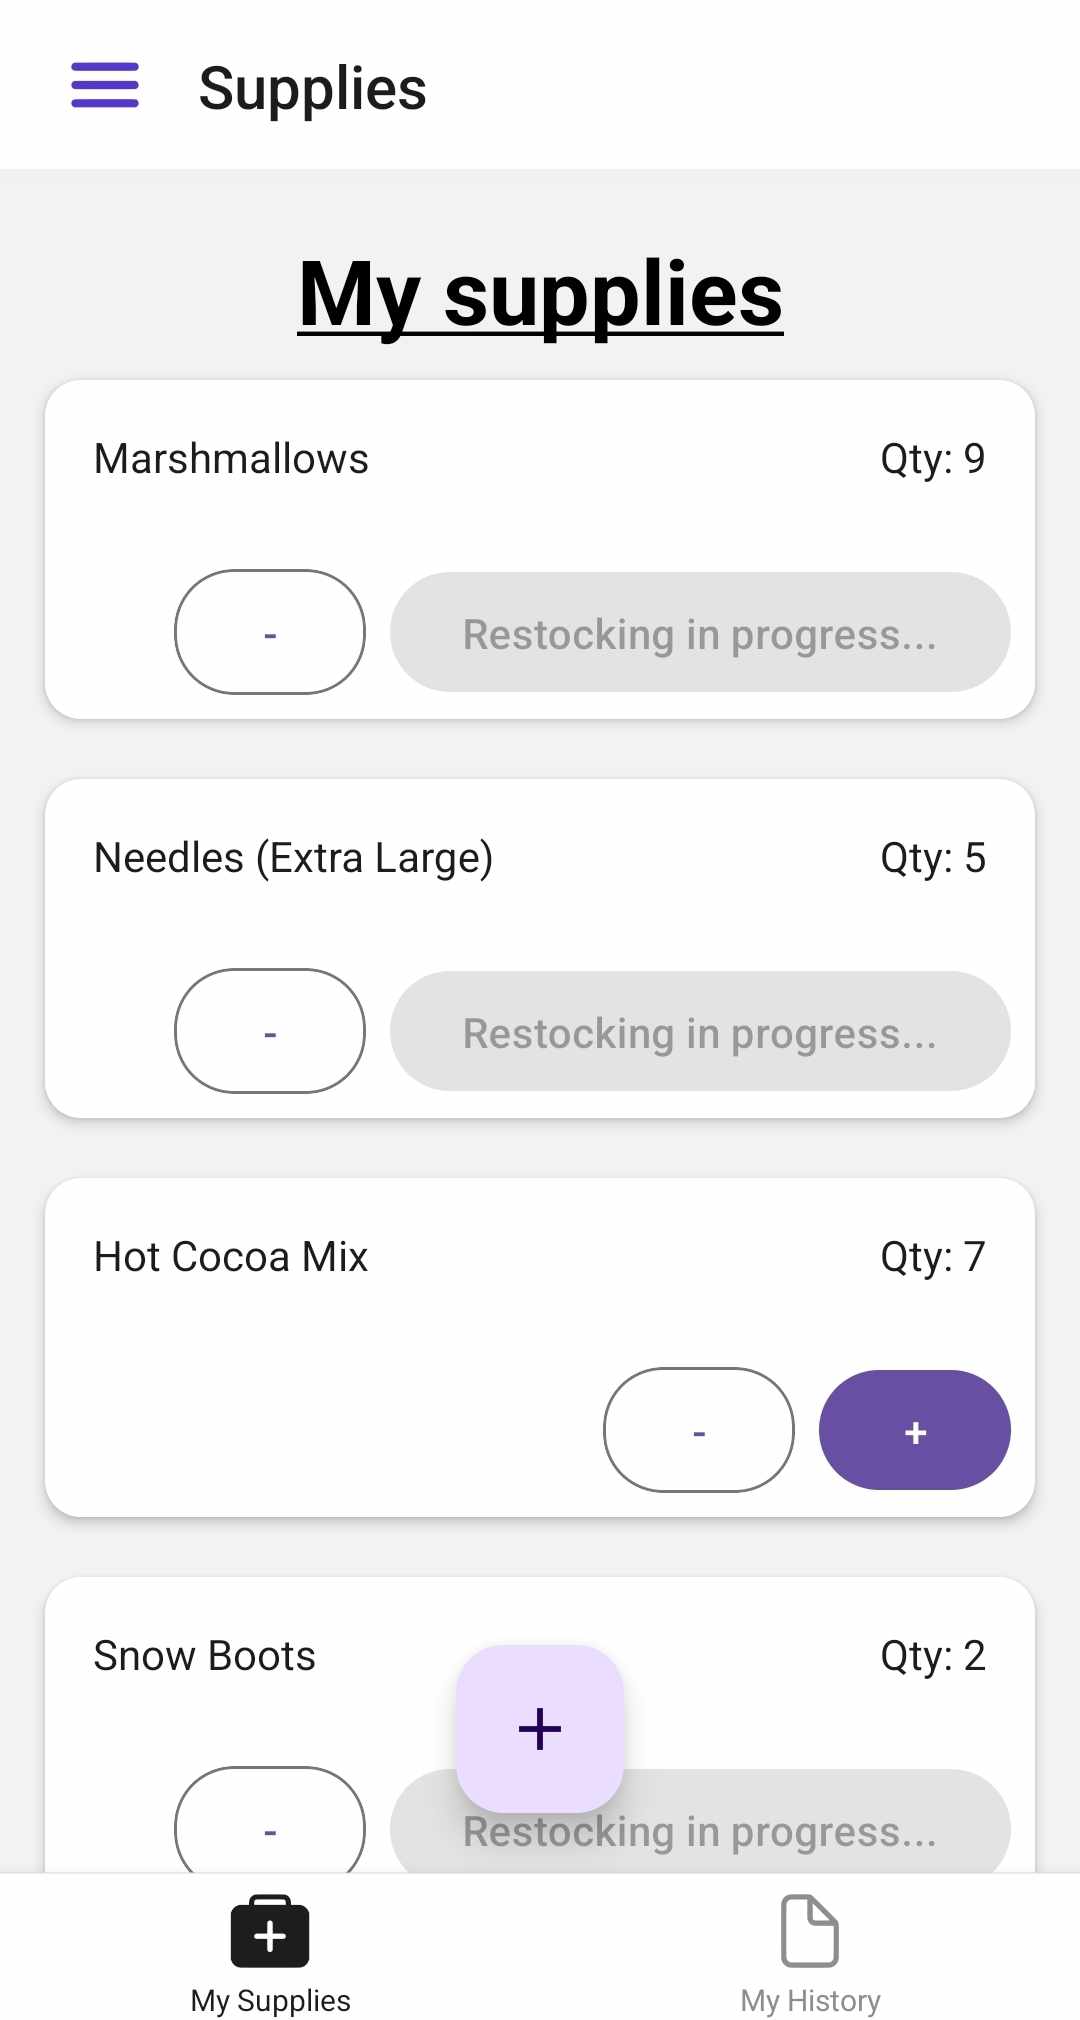 Supplies
My supplies
Marshmallows Qty: 9
- Restocking in progress...
Needles (Extra Large) Qty: 5
- Restocking in progress...
Hot Cocoa Mix Qty: 7
- +
Snow Boots Qty: 2
+
- Restocking in progress...
My Supplies My History